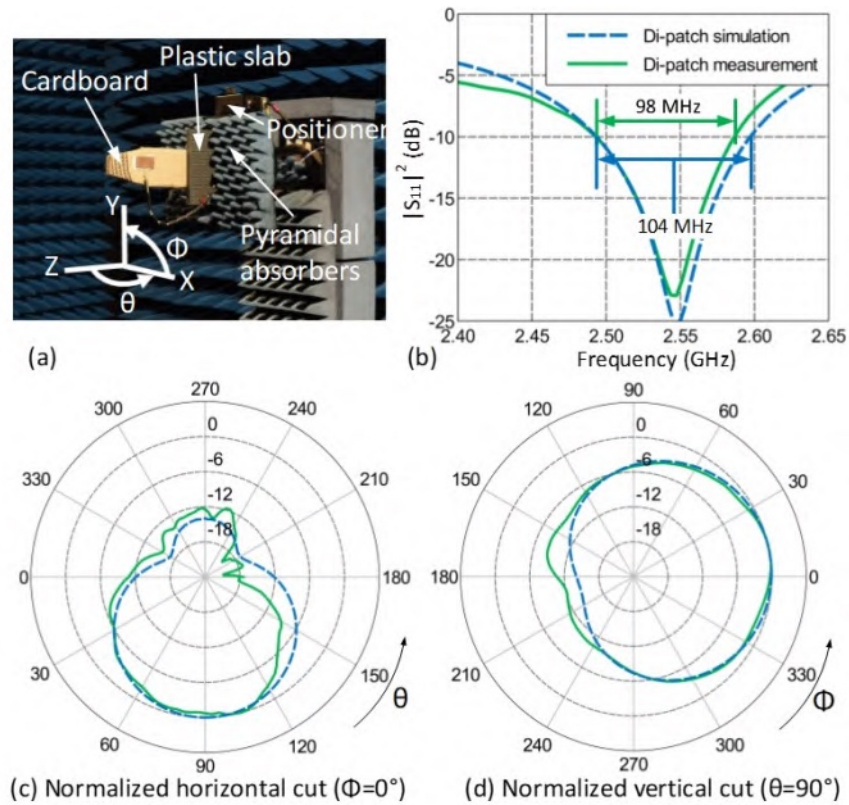 Plastic slab
Cardboard
Positioner
Y
Φ
Z
X
θ
Pyramidal
absorbers
(a)
Di-patch simulation
Di-patch measurement
98 MHz
104 MHz
|S₁₁|² (dB)
0
-5
-10
-15
-20
-25
2.40 2.45 2.50 2.55 2.60 2.65
Frequency (GHz)
(b)
270
300 240
330 210
0 180
30 150
60 120
90
0
-6
-12
-18
θ
(c) Normalized horizontal cut (Φ=0°)
90
120 60
150 30
180 0
210 330
240 300
270
0
-6
-12
-18
Φ
(d) Normalized vertical cut (θ=90°)